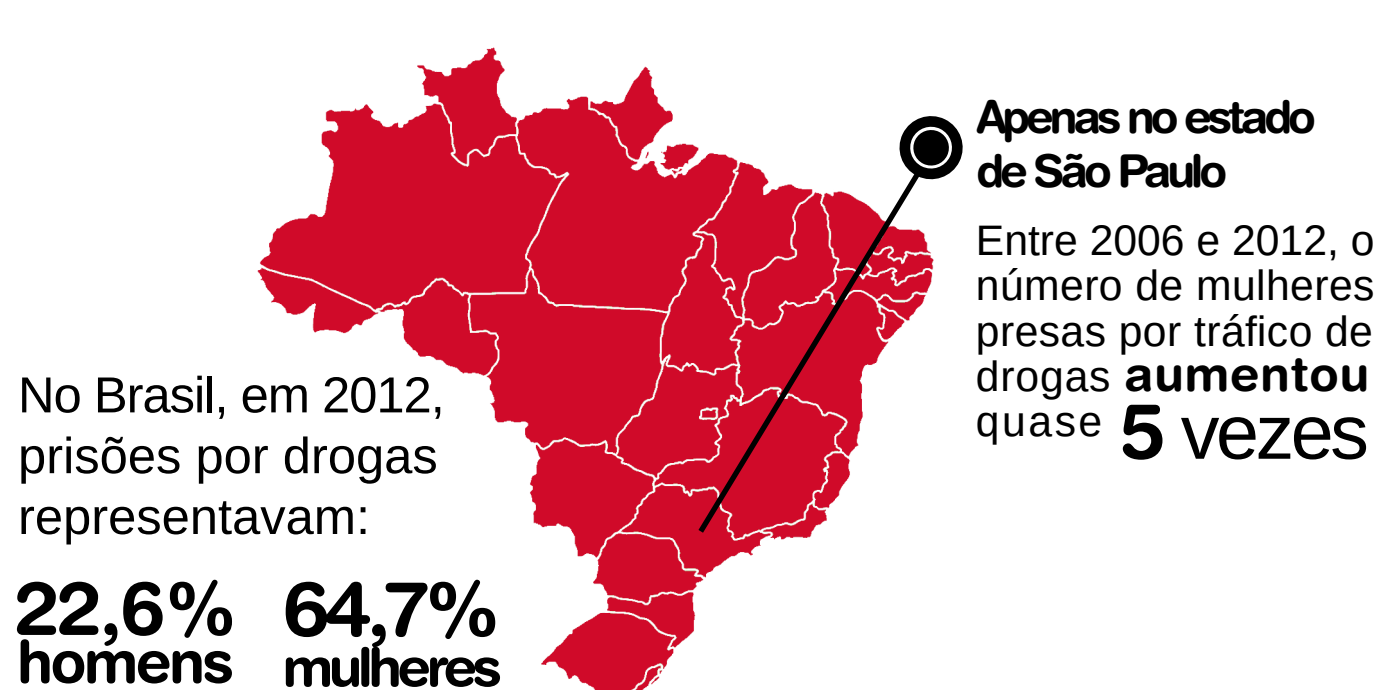 Apenas no estado
de São Paulo
Entre 2006 e 2012, o
número de mulheres
presas por tráfico de
drogas aumentou
quase 5 vezes
No Brasil, em 2012,
prisões por drogas
representavam:
22,6% 64,7%
homens mulheres